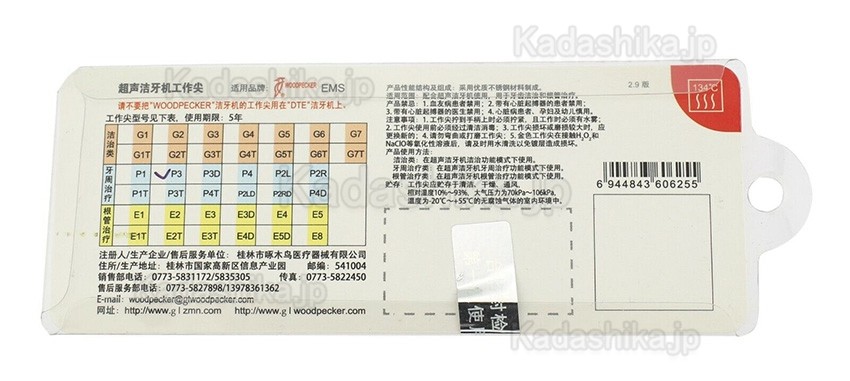 Kadashika.jp
超声洁牙机工作尖 适用品牌 WOODPECKER EMS
请不要把"WOODPECKER"洁牙机的工作尖用在"DTE"洁牙机上。
工作尖型号见下表，使用期限：5年
洁治类 G1 G2 G3 G4 G5 G6 G7
G1T G2T G3T G4T G5T G6T G7T
牙周治疗 P1 P3 P3D P4 P2L P2R
P1T P3T P4T P2LD P2RD P4D
根管治疗 E1 E2 E3 E3D E4 E5
E1T E2T E3T E4D E5D E8
注册人/生产企业/售后服务单位：桂林市啄木鸟医疗器械有限公司
住所/生产地址：桂林市国家高新区信息产业园 邮编：541004
销售部电话：0773-5831172/5835305 传真：0773-5822450
售后服务部电话：0773-5827898/13978361362
E-mail：woodpecker@glwoodpecker.com
网址：http://www.glzmn.com http://www.glwoodpecker.com
产品性能结构及组成：采用优质不锈钢材料制成。
适用范围：配合超声洁牙机使用，用于牙齿洁治和根管治疗。
产品禁忌：1.血友病患者禁用；2.带有心脏起搏器的患者禁用；
3.带有心脏起搏器的医生禁用；4.心脏病患者、孕妇及幼儿慎用。
注意事项：1.工作尖拧到手柄上时必须拧紧，且工作时必须有水雾；
2.工作尖使用前必须经过清洁消毒；3.工作尖损坏或磨损较大时，应
更换新的；4.请勿弯曲或打磨工作尖；5.金色工作尖在接触H2O2和
NaClO等氧化性溶液后，请及时用水清洗以免镀层造成损坏。
产品使用方法：
洁治类：在超声洁牙机洁治功能模式下使用。
牙周治疗类：在超声洁牙机牙周治疗功能模式下使用。
根管治疗类：在超声洁牙机根管治疗功能模式下使用。
贮存：工作尖应贮存于清洁、干燥、通风、
相对湿度10%~93%、大气压力为70kPa~106kPa、
温度为-20℃~+55℃的无腐蚀气体的室内环境中。
2.9 版
134℃
6 944843 606255
Kadashika.jp
Kadashika.jp
Kadashika.jp
检
使
Kadashika.jp